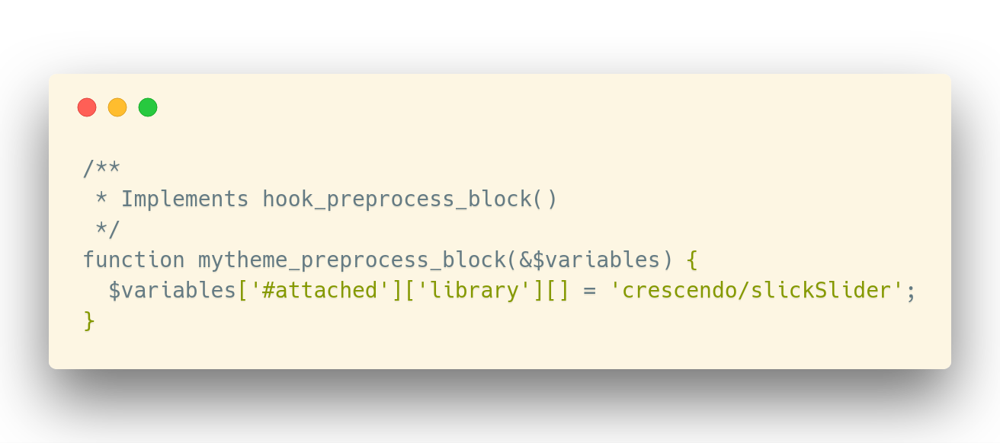 /**
 * Implements hook_preprocess_block()
 */
function mytheme_preprocess_block(&$variables) {
  $variables['#attached']['library'][] = 'crescendo/slickSlider';
}